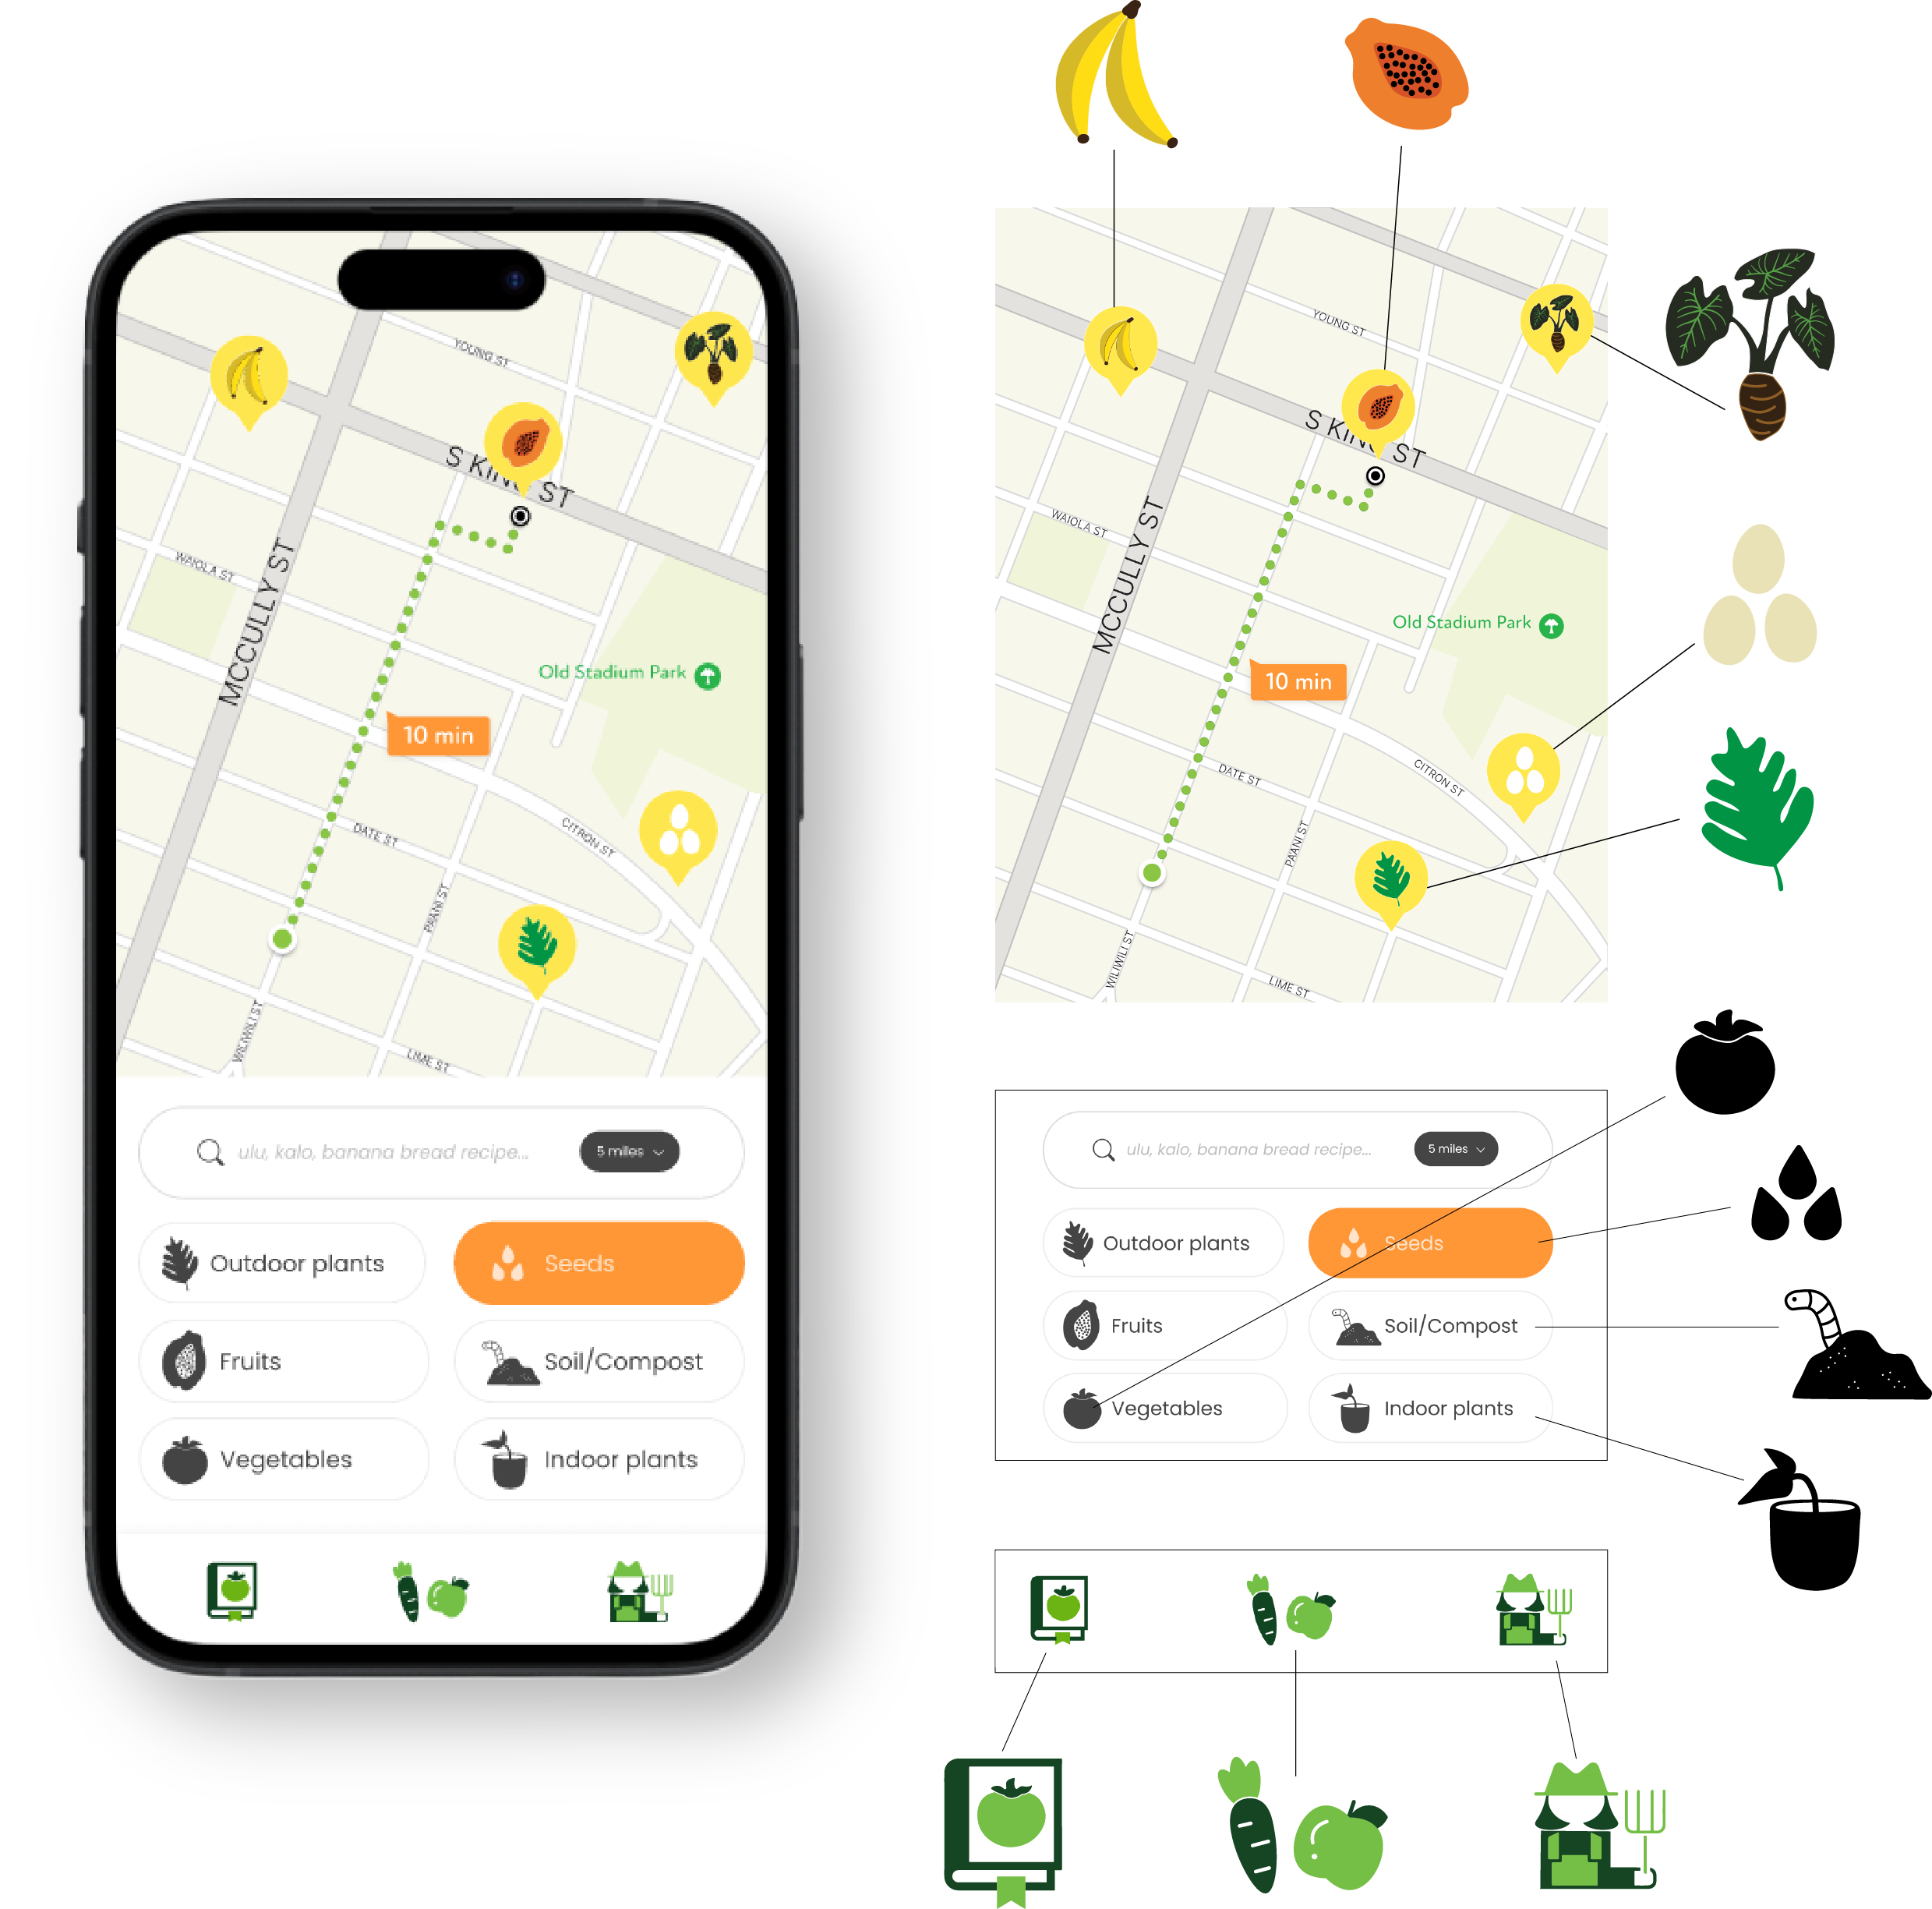 YOUNG ST
S KING ST
WAIOLA ST
MCCULLY ST
Old Stadium Park
10 min
DATE ST
CITRON ST
PA'ANI ST
WILIWILI ST
LIME ST
ulu, kalo, banana bread recipe...
5 miles
Outdoor plants
Seeds
Fruits
Soil/Compost
Vegetables
Indoor plants
YOUNG ST
S KING ST
WAIOLA ST
MCCULLY ST
Old Stadium Park
10 min
DATE ST
CITRON ST
PA'ANI ST
WILIWILI ST
LIME ST
ulu, kalo, banana bread recipe...
5 miles
Outdoor plants
Seeds
Fruits
Soil/Compost
Vegetables
Indoor plants